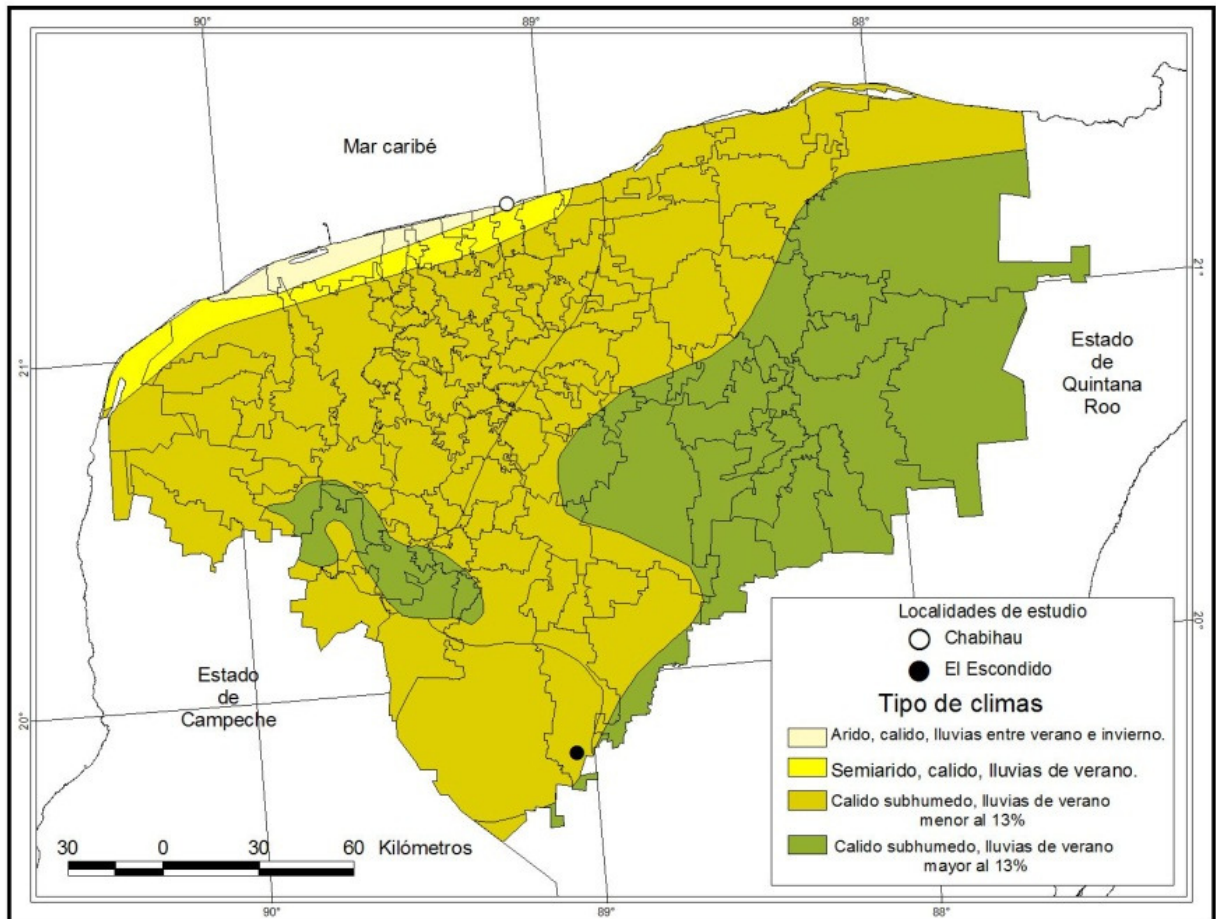 90°
89°
88°
Mar caribé
21°
21°
Estado
de
Quintana
Roo
20°
Estado
de
Campeche
20°
Localidades de estudio
Chabihau
El Escondido
Tipo de climas
Arido, calido, lluvias entre verano e invierno.
Semiarido, calido, lluvias de verano.
Calido subhumedo, lluvias de verano
menor al 13%
Calido subhumedo, lluvias de verano
mayor al 13%
30 0 30 60 Kilómetros
90°
89°
88°